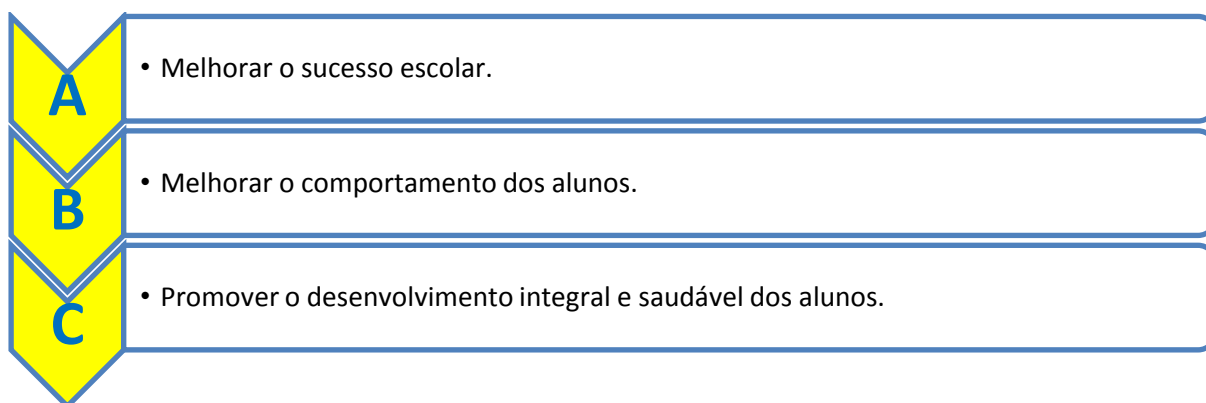 A
• Melhorar o sucesso escolar.
B
• Melhorar o comportamento dos alunos.
C
• Promover o desenvolvimento integral e saudável dos alunos.